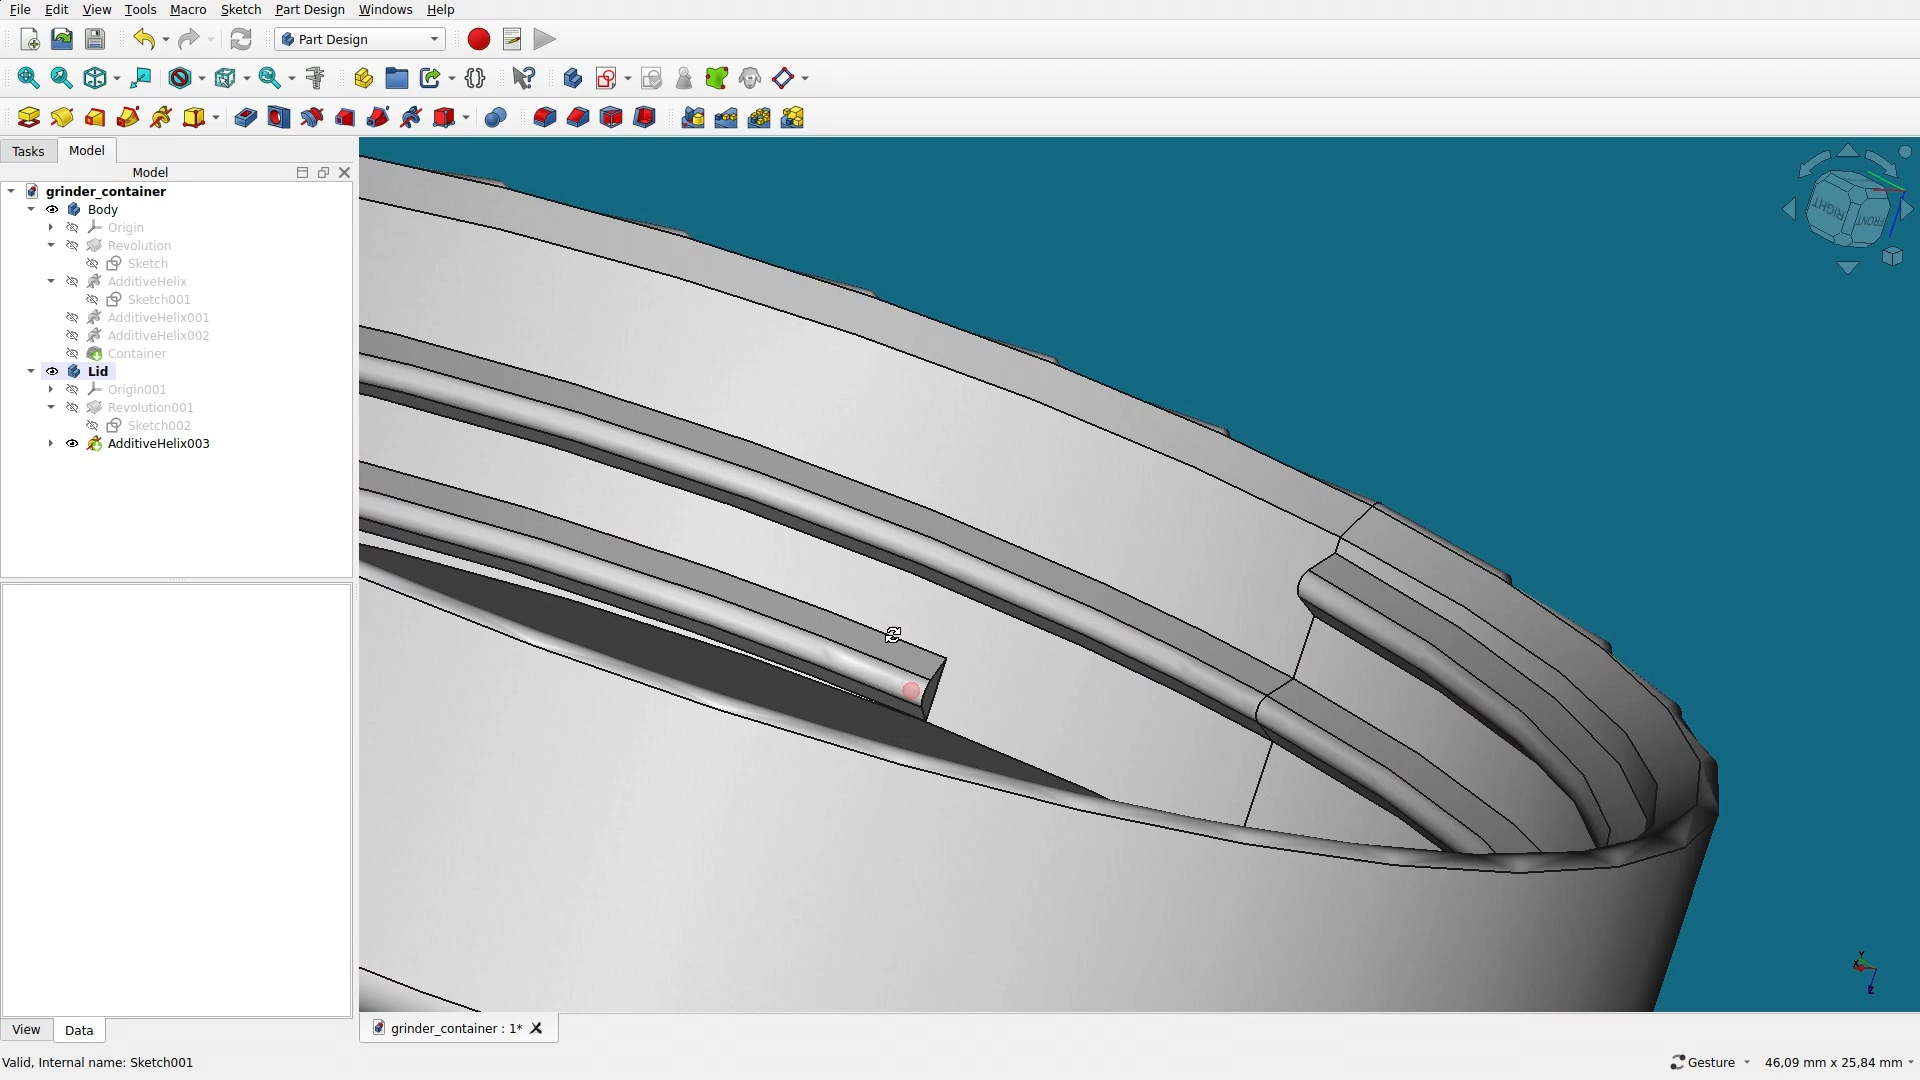 File Edit View Tools Macro Sketch Part Design Windows Help
Part Design
Tasks Model
Model
grinder_container
Body
Origin
Revolution
Sketch
AdditiveHelix
Sketch001
AdditiveHelix001
AdditiveHelix002
Container
Lid
Origin001
Revolution001
Sketch002
AdditiveHelix003
RIGHT
FRONT
Y
X
Z
View Data
grinder_container : 1*
Valid, Internal name: Sketch001
Gesture 46,09 mm x 25,84 mm